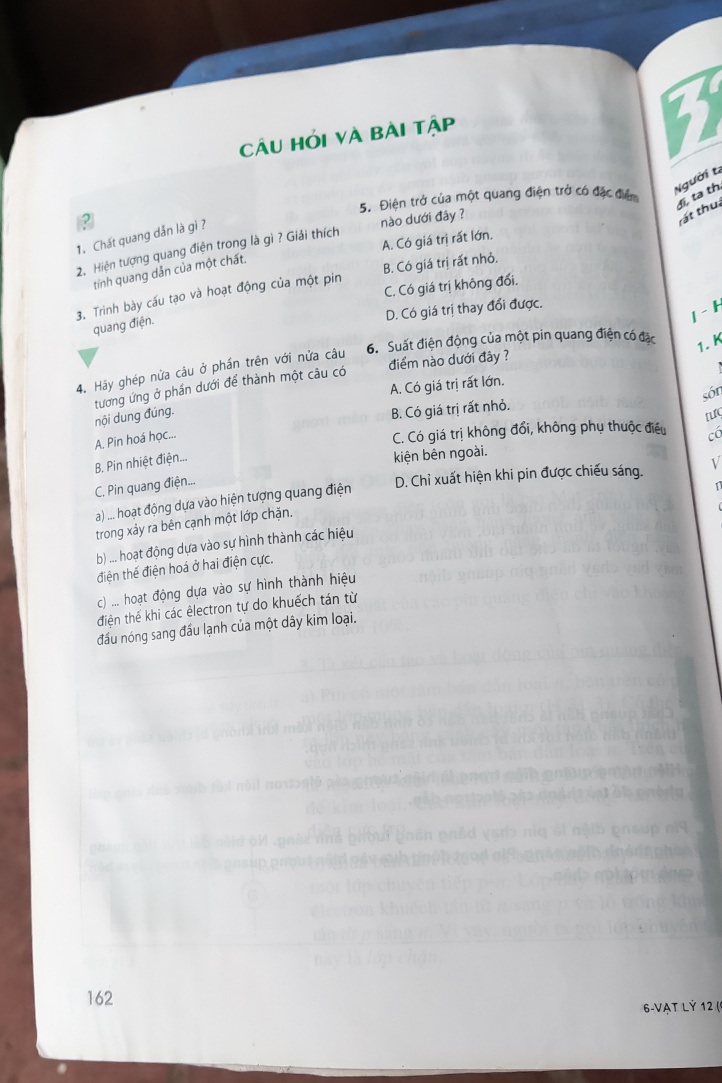 CÂU HỎI VÀ BÀI TẬP
?
1. Chất quang dẫn là gì ?
2. Hiện tượng quang điện trong là gì ? Giải thích
tính quang dẫn của một chất.
3. Trình bày cấu tạo và hoạt động của một pin
quang điện.
4. Hãy ghép nửa câu ở phần trên với nửa câu
tương ứng ở phần dưới để thành một câu có
nội dung đúng.
A. Pin hoá học...
B. Pin nhiệt điện...
C. Pin quang điện...
a) ... hoạt động dựa vào hiện tượng quang điện
trong xảy ra bên cạnh một lớp chặn.
b) ... hoạt động dựa vào sự hình thành các hiệu
điện thế điện hoá ở hai điện cực.
c) ... hoạt động dựa vào sự hình thành hiệu
điện thế khi các êlectron tự do khuếch tán từ
đầu nóng sang đầu lạnh của một dây kim loại.
5. Điện trở của một quang điện trở có đặc điểm
nào dưới đây ?
A. Có giá trị rất lớn.
B. Có giá trị rất nhỏ.
C. Có giá trị không đổi.
D. Có giá trị thay đổi được.
6. Suất điện động của một pin quang điện có đặc
điểm nào dưới đây ?
A. Có giá trị rất lớn.
B. Có giá trị rất nhỏ.
C. Có giá trị không đổi, không phụ thuộc điều
kiện bên ngoài.
D. Chỉ xuất hiện khi pin được chiếu sáng.
162
6-VẬT LÝ 12
Người ta
đi, ta
rất
I -
1.